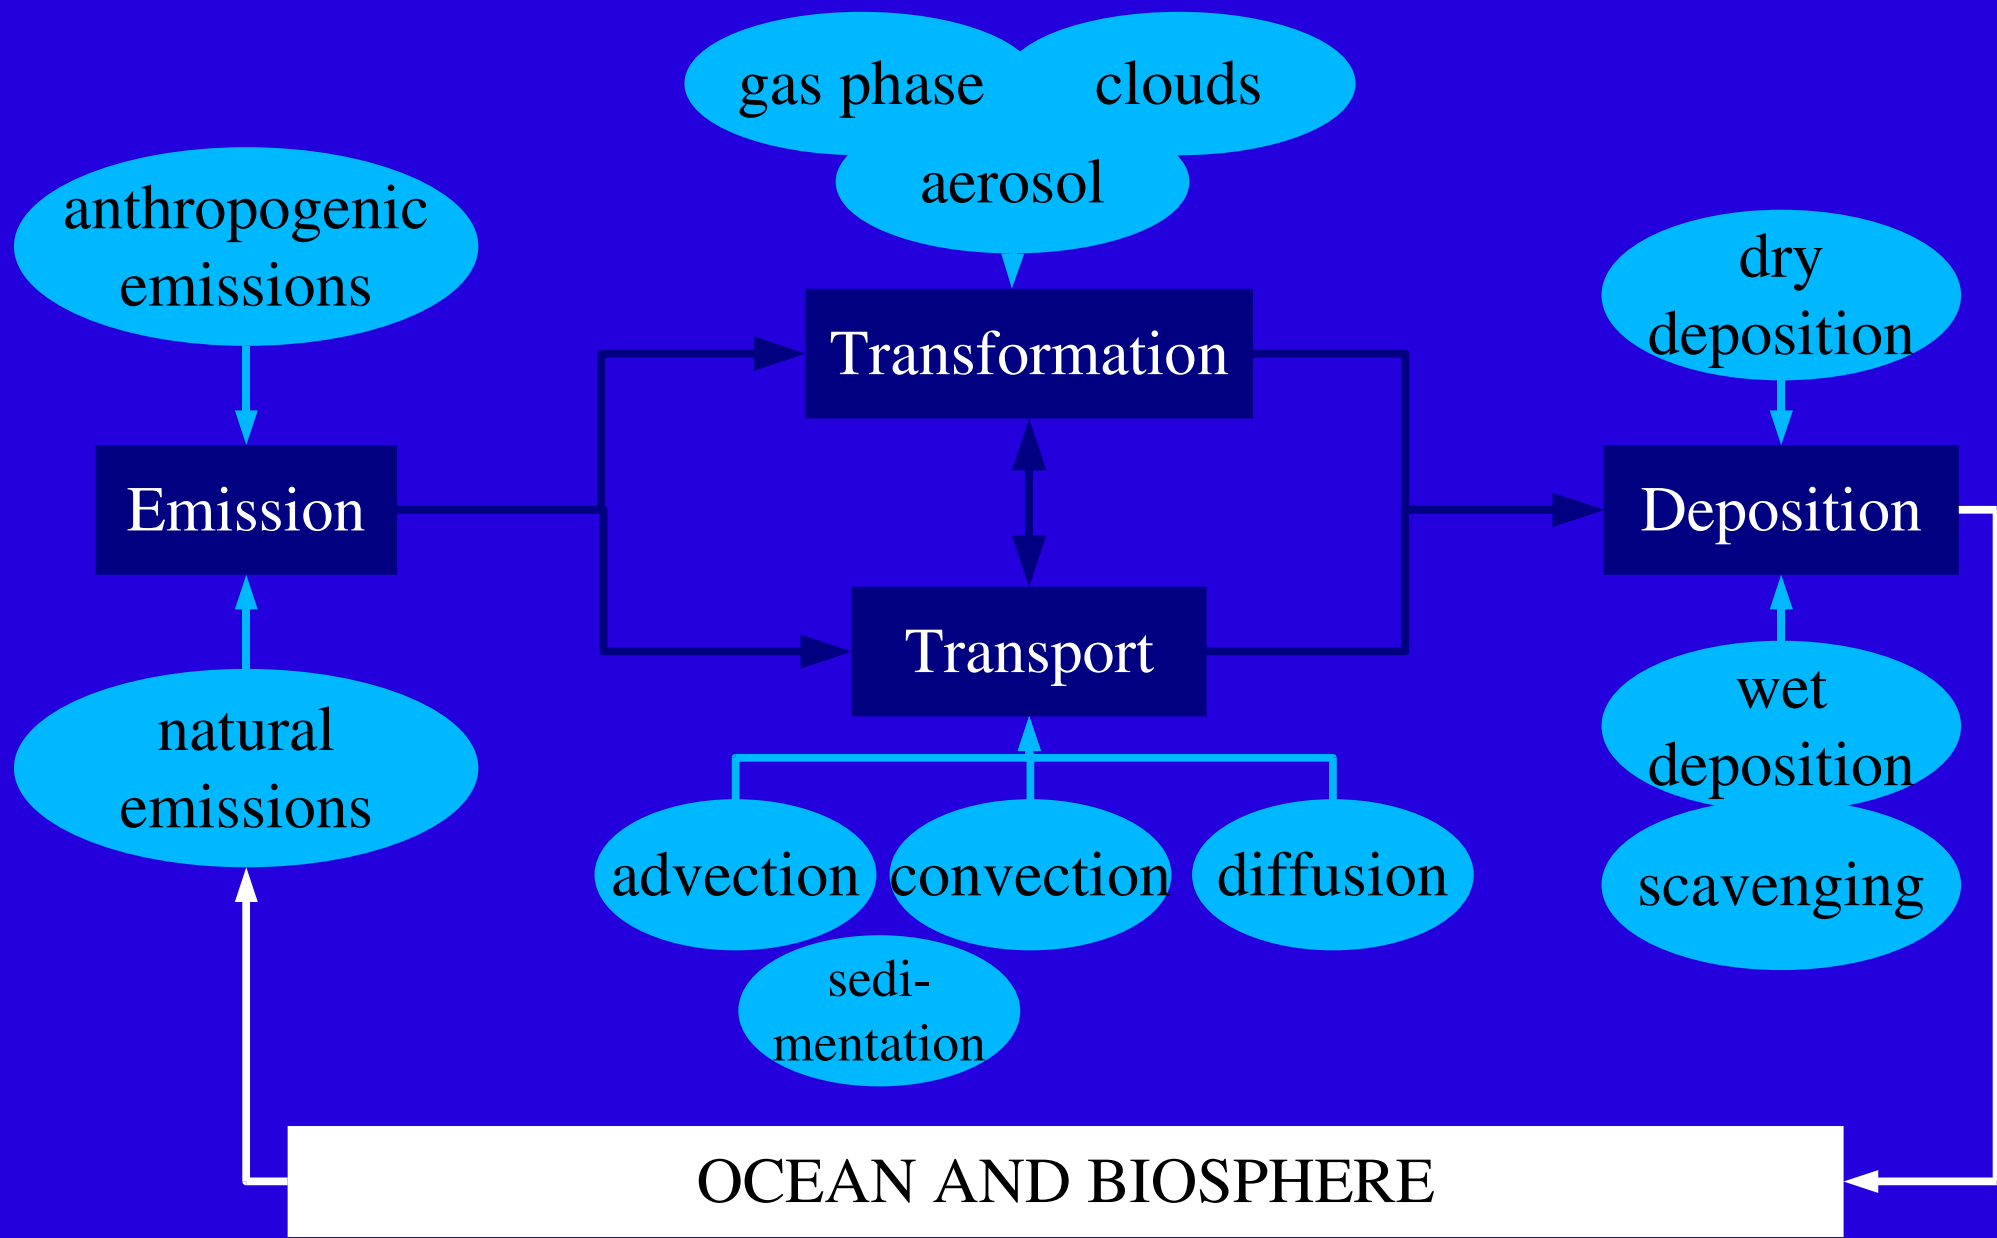 gas phase
clouds
aerosol
anthropogenic
emissions
dry
deposition
Transformation
Emission
Deposition
Transport
natural
emissions
wet
deposition
advection
convection
diffusion
scavenging
sedi-
mentation
OCEAN AND BIOSPHERE